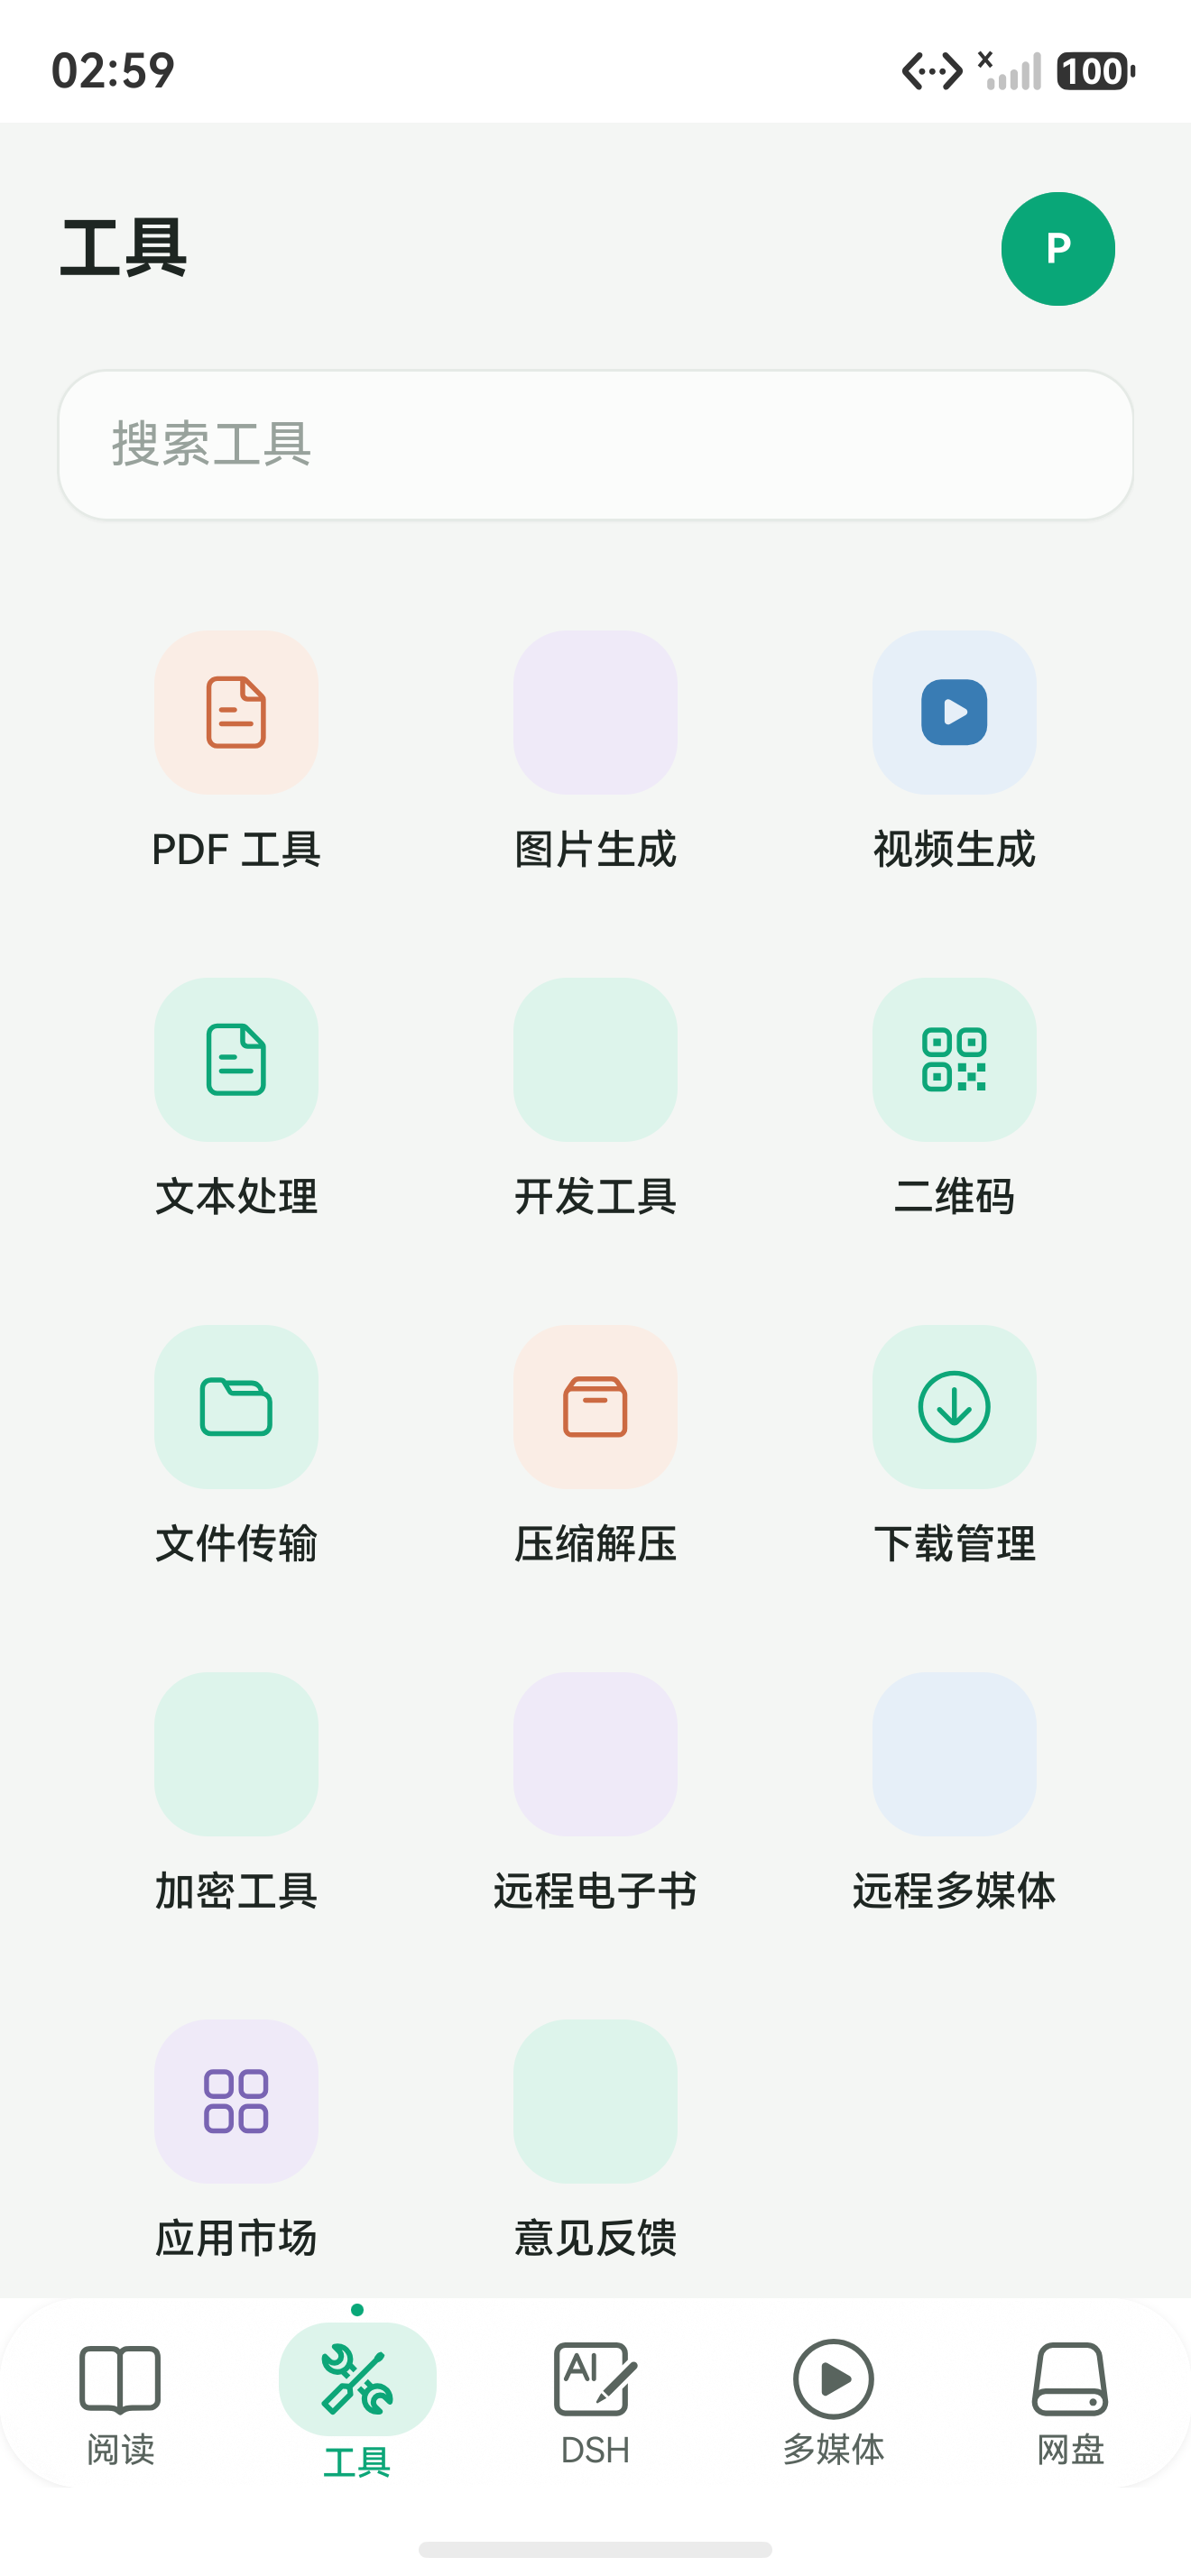 02:59
100
工具
P
搜索工具
PDF 工具
图片生成
视频生成
文本处理
开发工具
二维码
文件传输
压缩解压
下载管理
加密工具
远程电子书
远程多媒体
应用市场
意见反馈
阅读
工具
DSH
多媒体
网盘